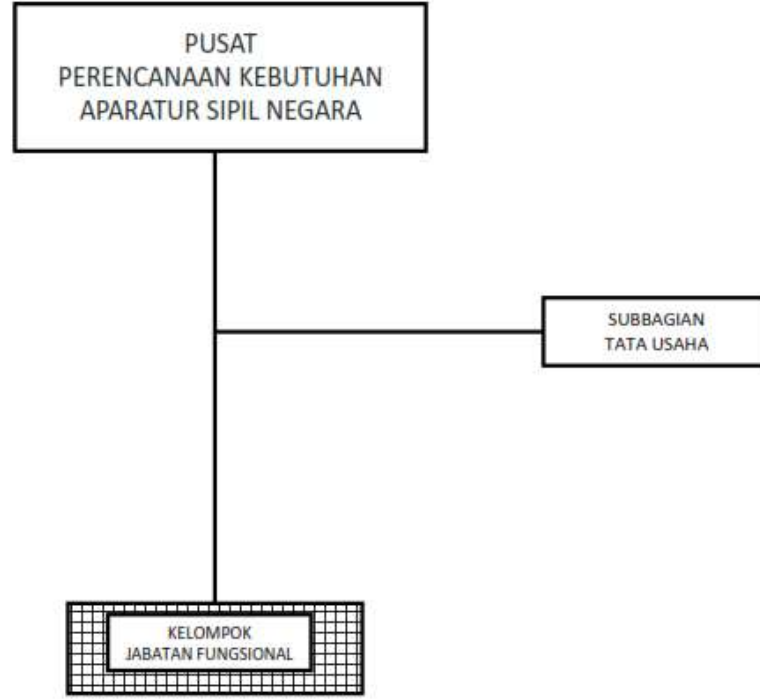 PUSAT
PERENCANAAN KEBUTUHAN
APARATUR SIPIL NEGARA
SUBBAGIAN
TATA USAHA
KELOMPOK
JABATAN FUNGSIONAL